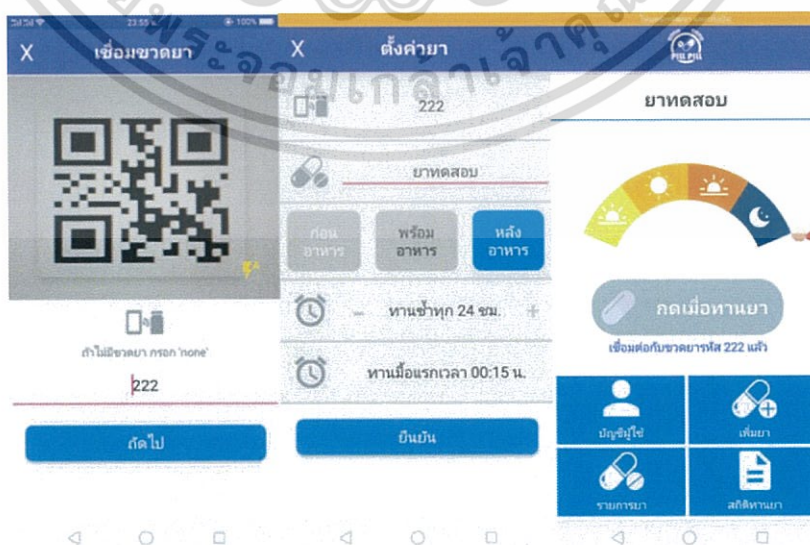 23:55 น.
100%
X
เชื่อมขวดยา
ถ้าไม่มีขวดยา กรอก 'none'
222
ถัดไป
X
ตั้งค่ายา
222
ยาทดสอบ
ก่อน
อาหาร
พร้อม
อาหาร
หลัง
อาหาร
- ทานซ้ำทุก 24 ชม. +
ทานมื้อแรกเวลา 00:15 น.
ยืนยัน
PILL PILL
ยาทดสอบ
กดเมื่อทานยา
เชื่อมต่อกับขวดยารหัส 222 แล้ว
บัญชีผู้ใช้
เพิ่มยา
รายการยา
สถิติทานยา